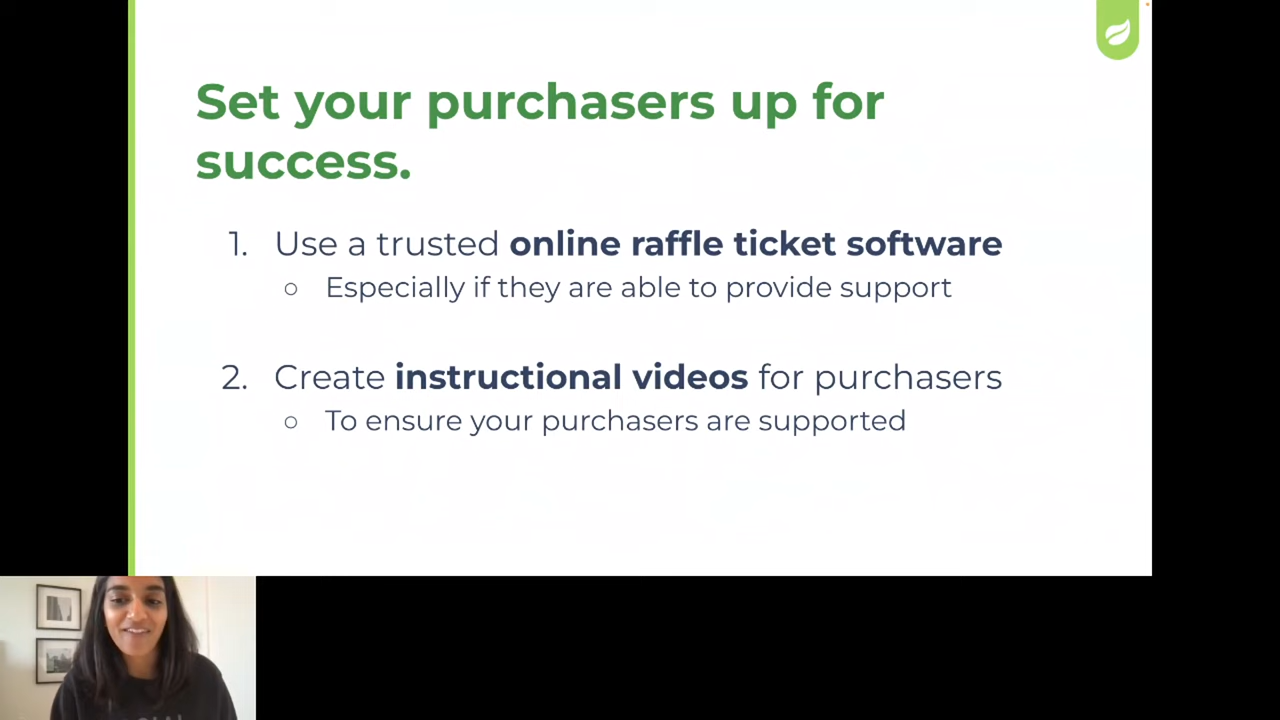 Set your purchasers up for
success.
1. Use a trusted online raffle ticket software
○ Especially if they are able to provide support
2. Create instructional videos for purchasers
○ To ensure your purchasers are supported